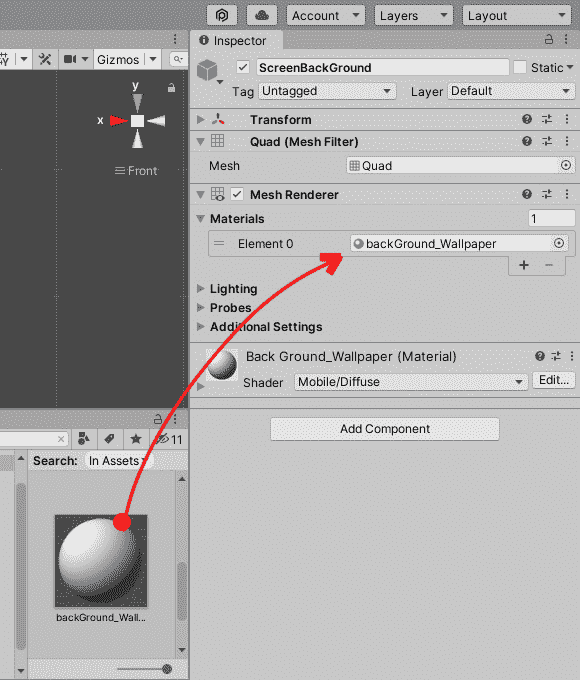 Account
Layers
Layout
Gizmos
y
x
Front
Inspector
ScreenBackGround
Static
Tag Untagged
Layer Default
Transform
Quad (Mesh Filter)
Mesh
Quad
Mesh Renderer
Materials
1
Element 0
backGround_Wallpaper
+ −
Lighting
Probes
Additional Settings
Back Ground_Wallpaper (Material)
Shader
Mobile/Diffuse
Edit...
Add Component
11
Search:
In Assets
backGround_Wall...